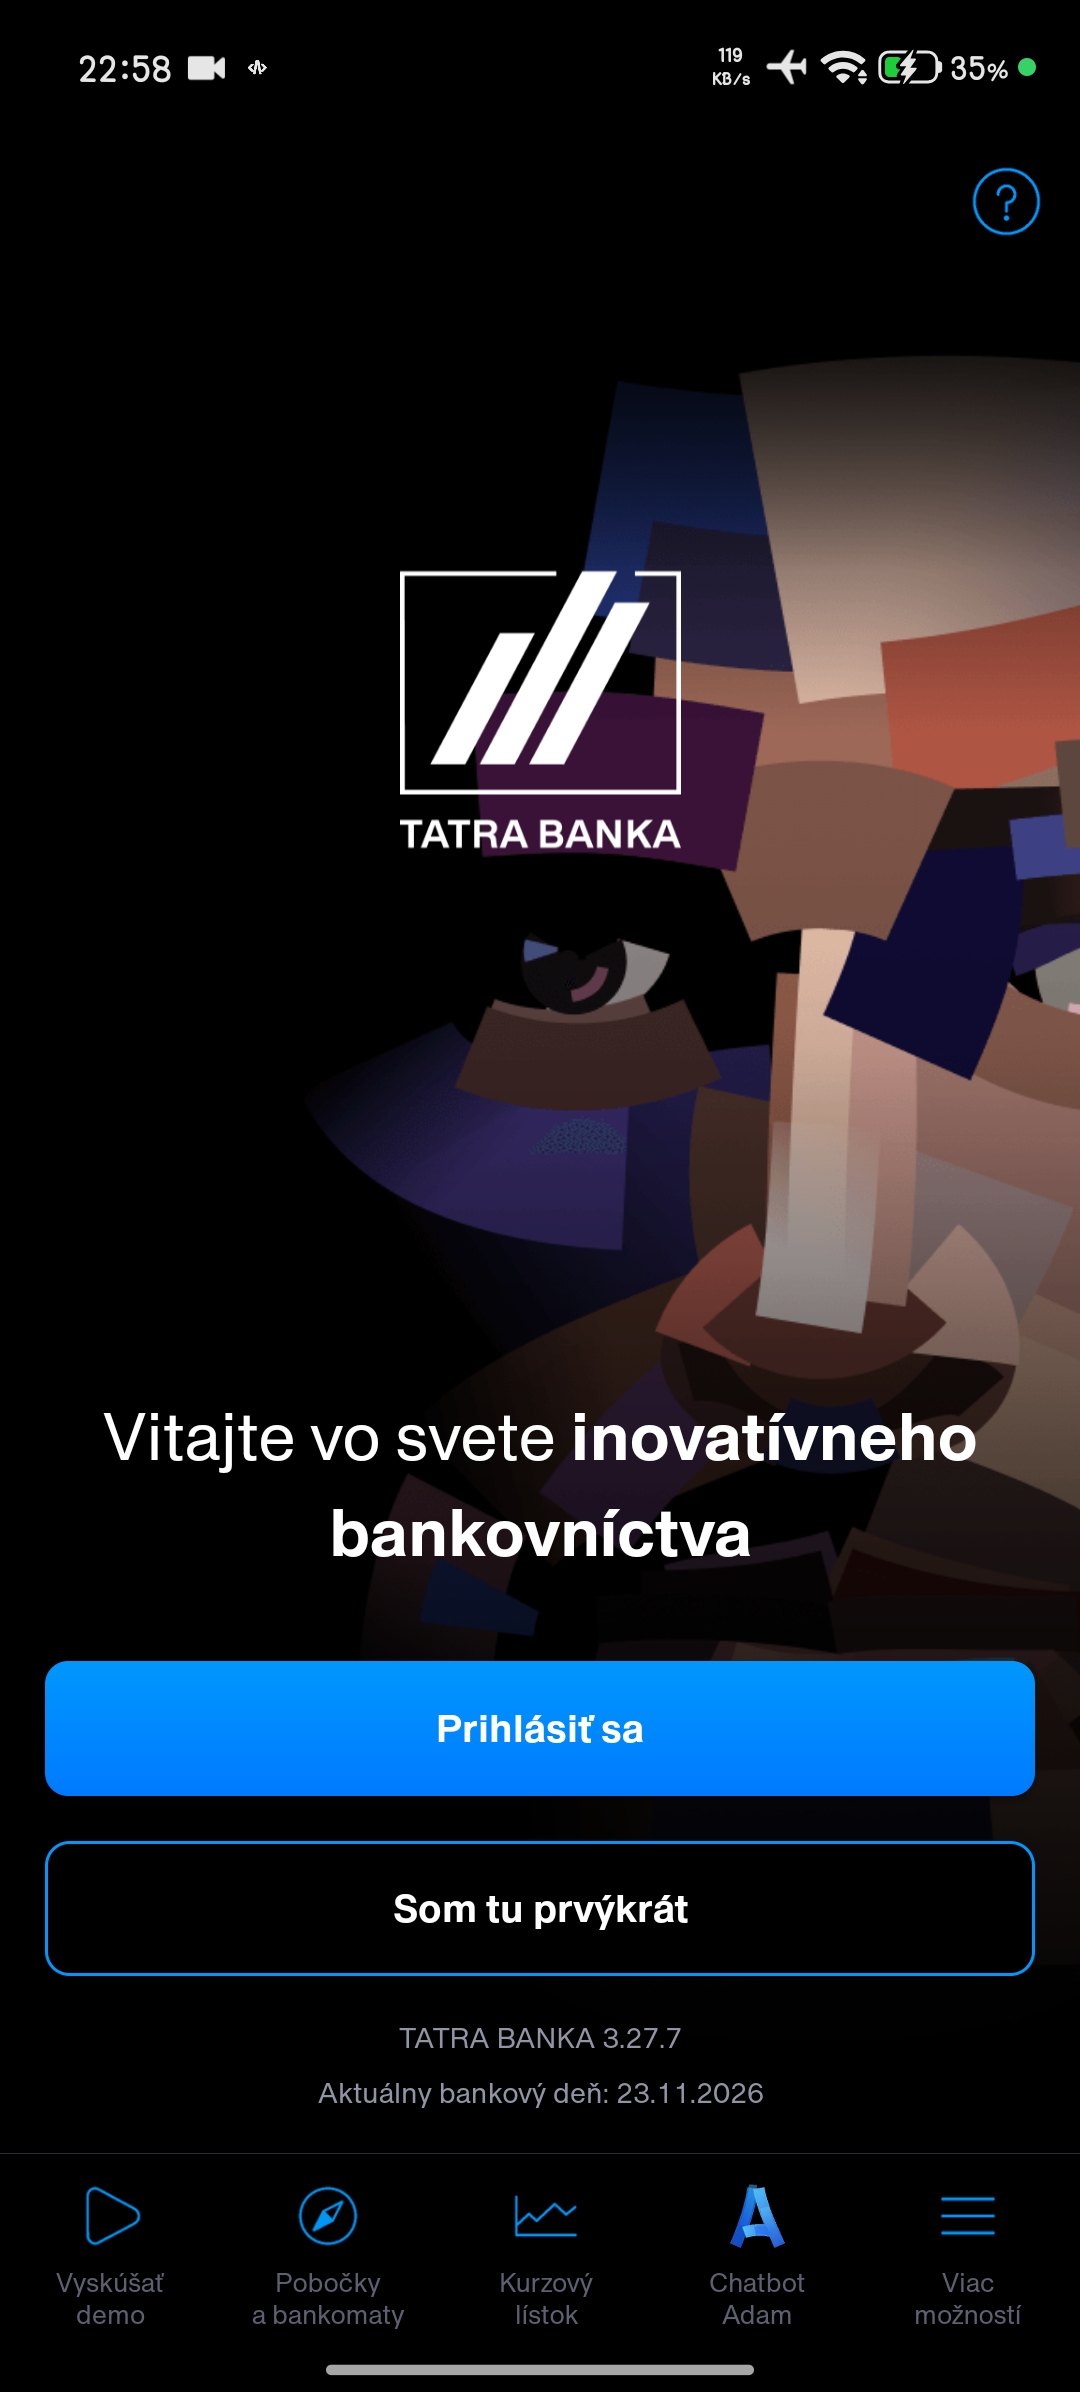 22:58
119
KB/s
35%
TATRA BANKA
Vitajte vo svete inovatívneho
bankovníctva
Prihlásiť sa
Som tu prvýkrát
TATRA BANKA 3.27.7
Aktuálny bankový deň: 23.11.2026
Vyskúšať
demo
Pobočky
a bankomaty
Kurzový
lístok
Chatbot
Adam
Viac
možností